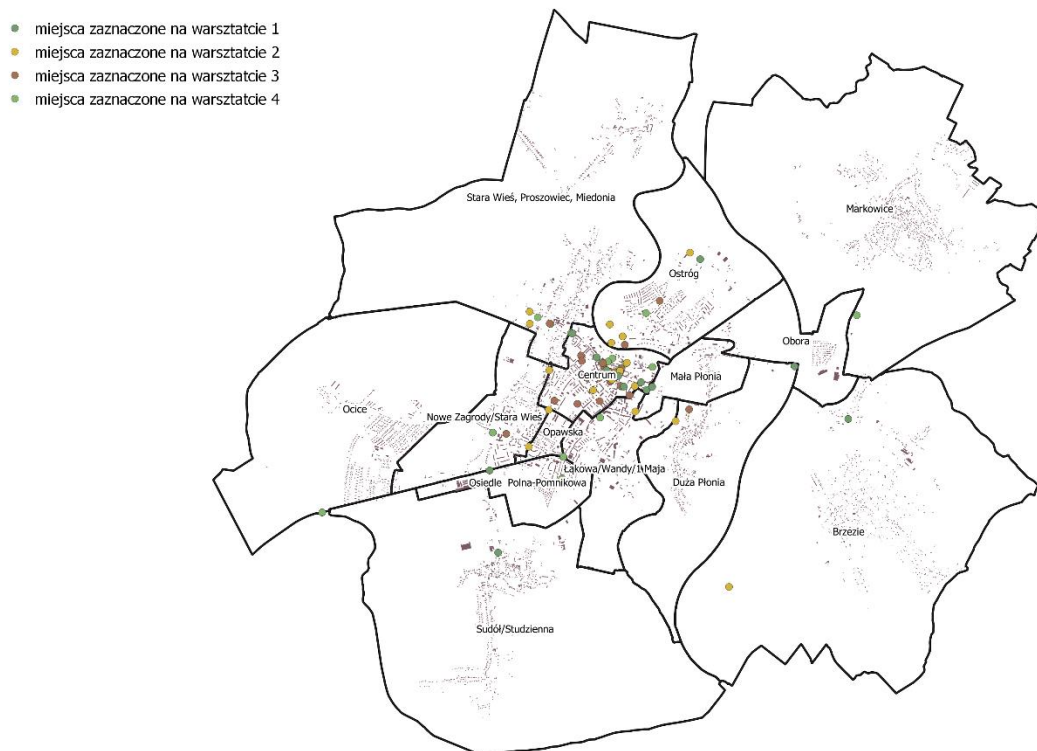 miejsca zaznaczone na warsztatcie 1
miejsca zaznaczone na warsztatcie 2
miejsca zaznaczone na warsztatcie 3
miejsca zaznaczone na warsztatcie 4
Stara Wieś, Proszowiec, Miedonia
Markowice
Ostróg
Obora
Centrum
Mała Płonia
Ocice
Nowe Zagrody/Stara Wieś
Opawska
Łąkowa/Wandy/1 Maja
Osiedle Polna-Pomnikowa
Duża Płonia
Brzezie
Sudół/Studzienna